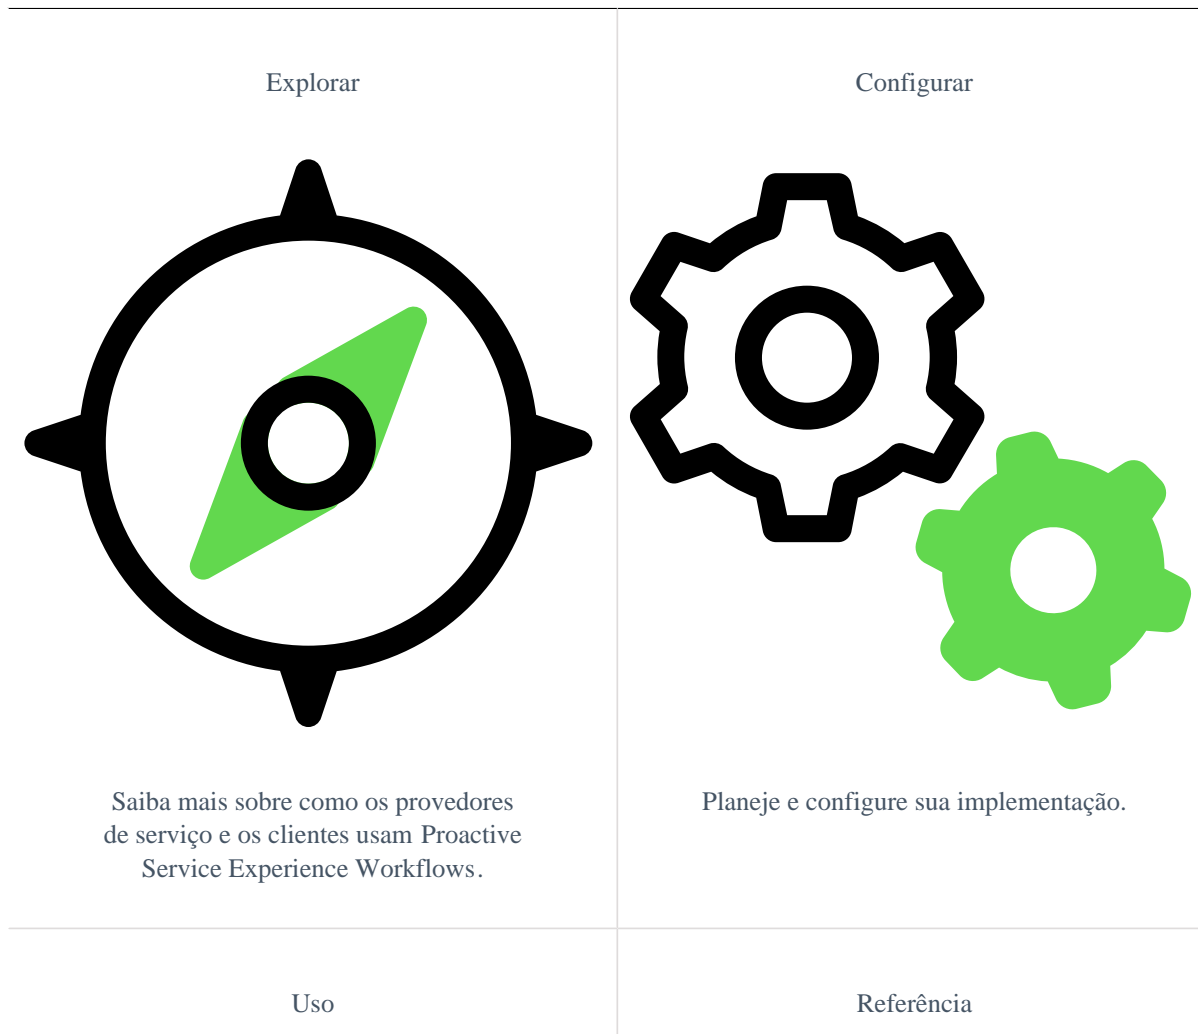 Explorar
Configurar
Saiba mais sobre como os provedores
de serviço e os clientes usam Proactive
Service Experience Workflows.
Planeje e configure sua implementação.
Uso
Referência